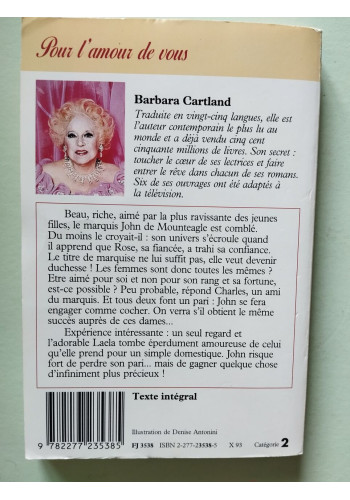 Pour l'amour de vous
Barbara Cartland
Traduite en vingt-cinq langues, elle est
l'auteur contemporain le plus lu au
monde et a déjà vendu cinq cent
cinquante millions de livres. Son secret :
toucher le cœur de ses lectrices et faire
entrer le rêve dans chacun de ses romans.
Six de ses ouvrages ont été adaptés à
la télévision.
Beau, riche, aimé par la plus ravissante des jeunes
filles, le marquis John de Mounteagle est comblé.
Du moins le croyait-il : son univers s'écroule quand
il apprend que Rose, sa fiancée, a trahi sa confiance.
Le titre de marquise ne lui suffit pas, elle veut devenir
duchesse ! Les femmes sont donc toutes les mêmes ?
Etre aimé pour soi et non pour son rang et sa fortune,
est-ce possible ? Peu probable, répond Charles, un ami
du marquis. Et tous deux font un pari : John se fera
engager comme cocher. On verra s'il obtient le même
succès auprès de ces dames...
Expérience intéressante : un seul regard et
l'adorable Laela tombe éperdument amoureuse de celui
qu'elle prend pour un simple domestique. John risque
fort de perdre son pari... mais de gagner quelque chose
d'infiniment plus précieux !
Texte intégral
Illustration de Denise Antonini
9 782277 235385
FJ 3538 ISBN 2-277-23538-5 X 93 Catégorie 2